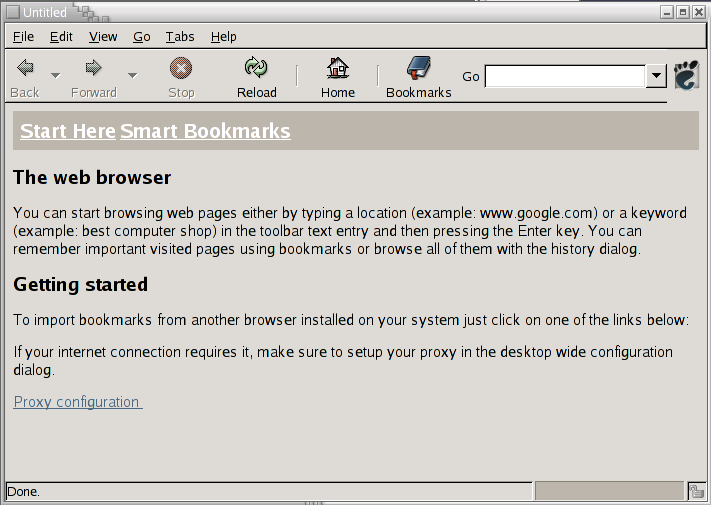 Untitled
File Edit View Go Tabs Help
Back Forward Stop Reload Home Bookmarks Go
Start Here Smart Bookmarks
The web browser
You can start browsing web pages either by typing a location (example: www.google.com) or a keyword
(example: best computer shop) in the toolbar text entry and then pressing the Enter key. You can
remember important visited pages using bookmarks or browse all of them with the history dialog.
Getting started
To import bookmarks from another browser installed on your system just click on one of the links below:
If your internet connection requires it, make sure to setup your proxy in the desktop wide configuration
dialog.
Proxy configuration
Done.